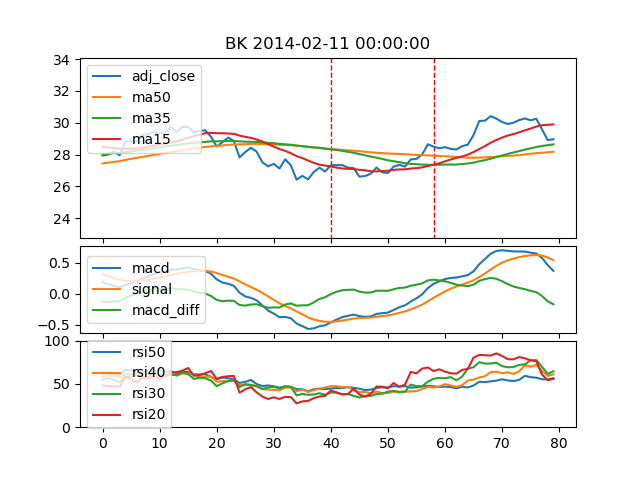 BK 2014-02-11 00:00:00
34
32
30
28
26
24
adj_close
ma50
ma35
ma15
0.5
0.0
−0.5
macd
signal
macd_diff
100
50
0
rsi50
rsi40
rsi30
rsi20
0 10 20 30 40 50 60 70 80